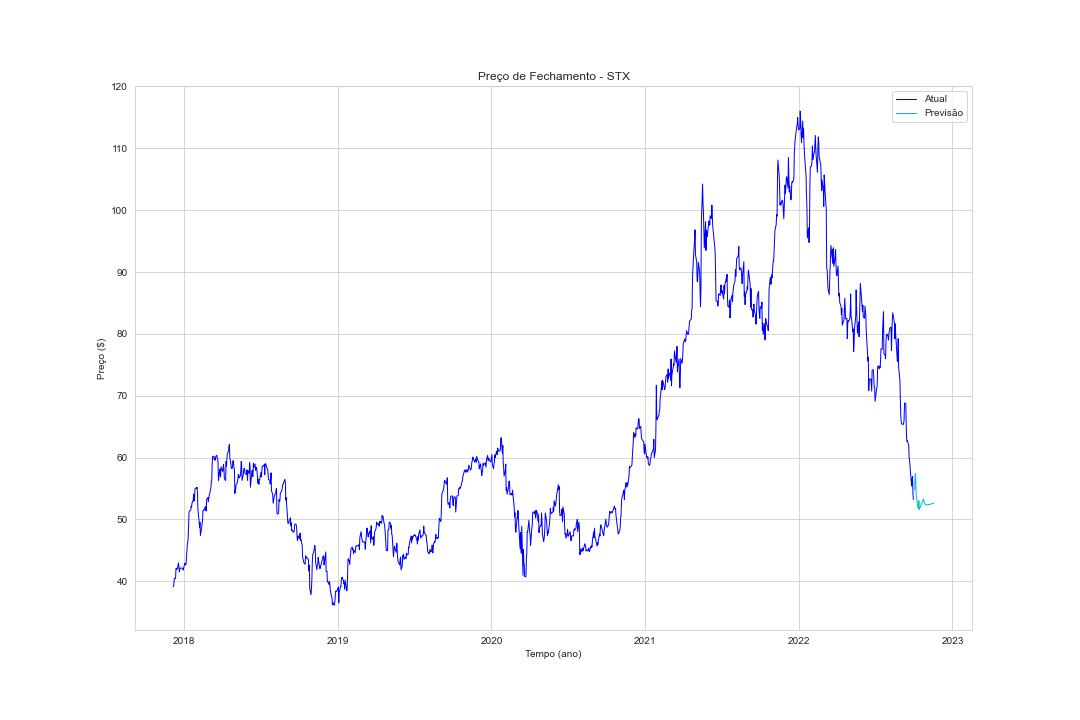 Preço de Fechamento - STX
Atual
Previsão
120
110
100
90
80
70
60
50
40
Preço ($)
2018 2019 2020 2021 2022 2023
Tempo (ano)